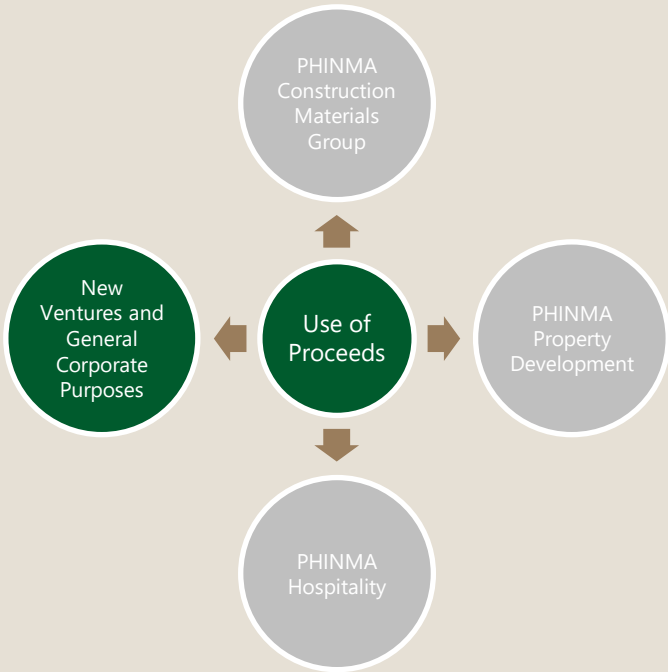 PHINMA
Construction
Materials
Group
New
Ventures and
General
Corporate
Purposes
Use of
Proceeds
PHINMA
Property
Development
PHINMA
Hospitality